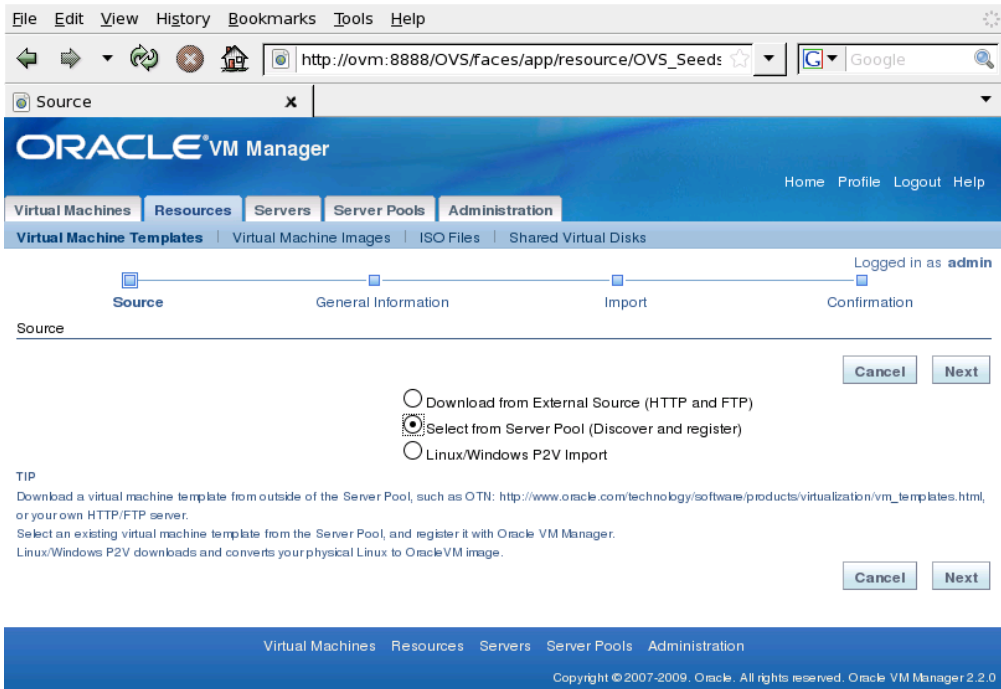 File Edit View History Bookmarks Tools Help
http://ovm:8888/OVS/faces/app/resource/OVS_Seeds
G Google
Source x
ORACLE VM Manager
Home Profile Logout Help
Virtual Machines Resources Servers Server Pools Administration
Virtual Machine Templates | Virtual Machine Images | ISO Files | Shared Virtual Disks
Logged in as admin
Source General Information Import Confirmation
Source
Cancel Next
Download from External Source (HTTP and FTP)
Select from Server Pool (Discover and register)
Linux/Windows P2V Import
TIP
Download a virtual machine template from outside of the Server Pool, such as OTN: http://www.oracle.com/technology/software/products/virtualization/vm_templates.html,
or your own HTTP/FTP server.
Select an existing virtual machine template from the Server Pool, and register it with Oracle VM Manager.
Linux/Windows P2V downloads and converts your physical Linux to OracleVM image.
Cancel Next
Virtual Machines Resources Servers Server Pools Administration
Copyright © 2007-2009. Oracle. All rights reserved. Oracle VM Manager 2.2.0